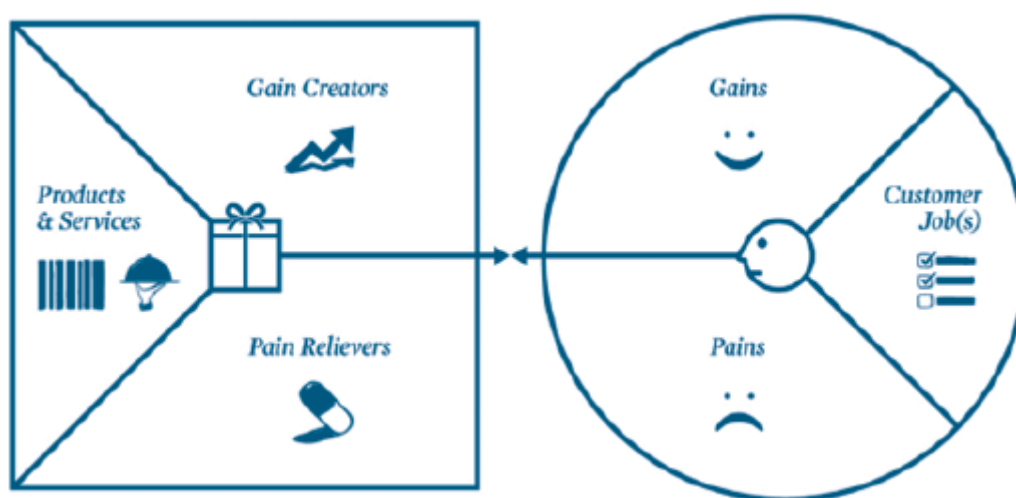 Gain Creators
Products
& Services
Pain Relievers
Gains
Customer
Job(s)
Pains